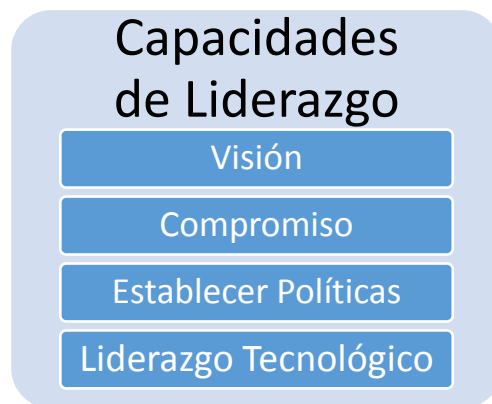 Capacidades
de Liderazgo
Visión
Compromiso
Establecer Políticas
Liderazgo Tecnológico